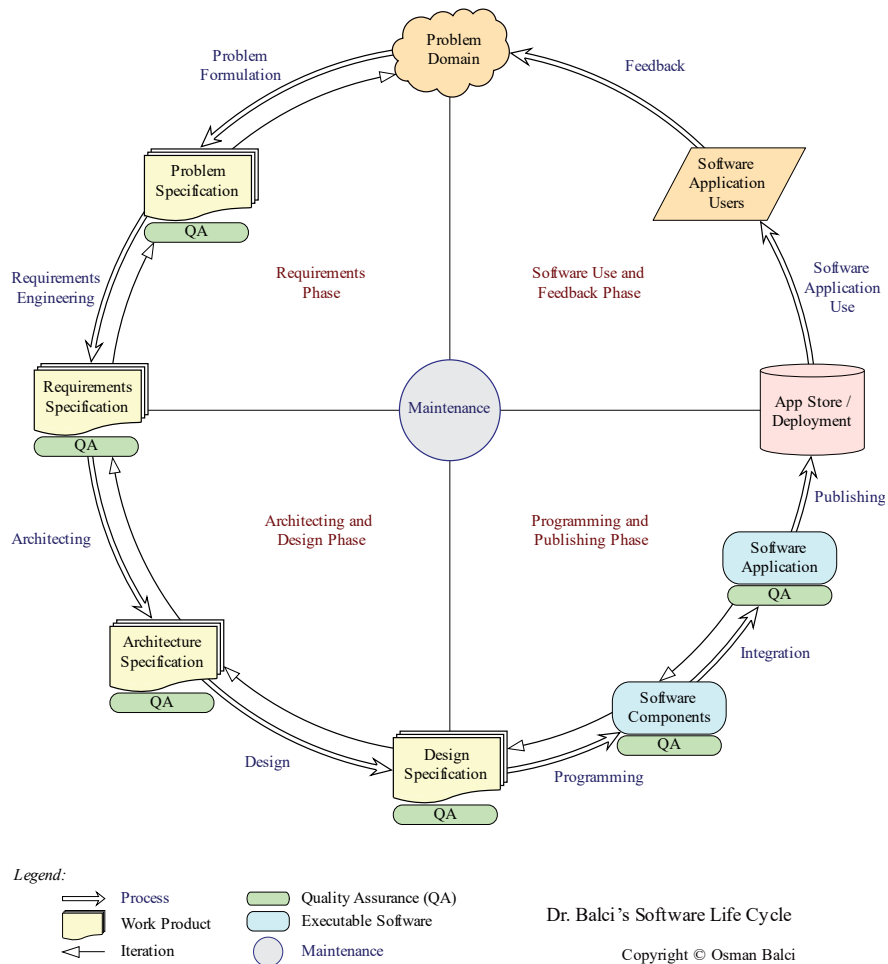 Problem
Domain
Problem
Formulation
Feedback
Problem
Specification
QA
Software
Application
Users
Requirements
Engineering
Requirements
Phase
Software Use and
Feedback Phase
Software
Application
Use
Requirements
Specification
QA
Maintenance
App Store /
Deployment
Architecting
Architecting and
Design Phase
Programming and
Publishing Phase
Publishing
Software
Application
QA
Architecture
Specification
QA
Integration
Software
Components
QA
Design
Design
Specification
QA
Programming
Legend:
Process
Quality Assurance (QA)
Work Product
Executable Software
Iteration
Maintenance
Dr. Balci’s Software Life Cycle
Copyright © Osman Balci